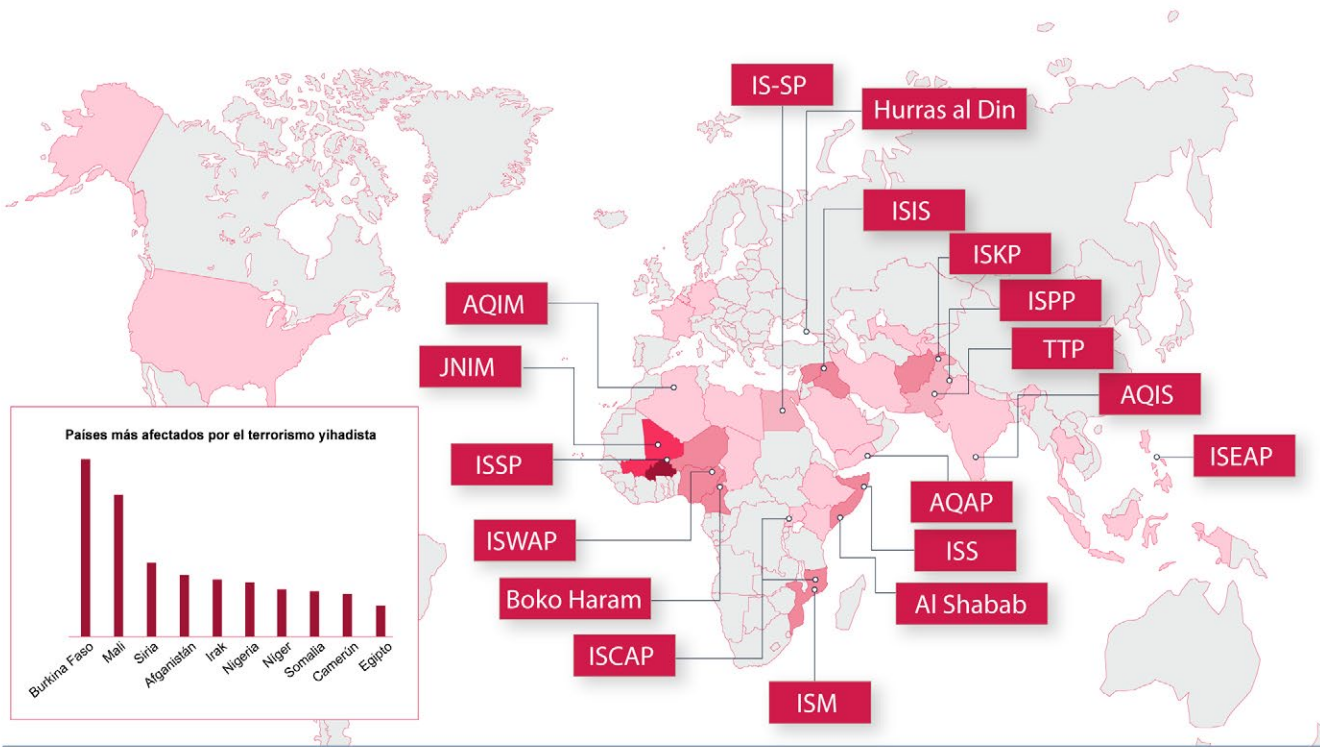 IS-SP
Hurras al Din
ISIS
ISKP
AQIM
ISPP
TTP
JNIM
AQIS
Países más afectados por el terrorismo yihadista
ISSP
ISEAP
AQAP
ISWAP
ISS
Boko Haram
Al Shabab
ISCAP
ISM
Burkina Faso
Mali
Siria
Afganistán
Irak
Nigeria
Niger
Somalia
Camerún
Egipto